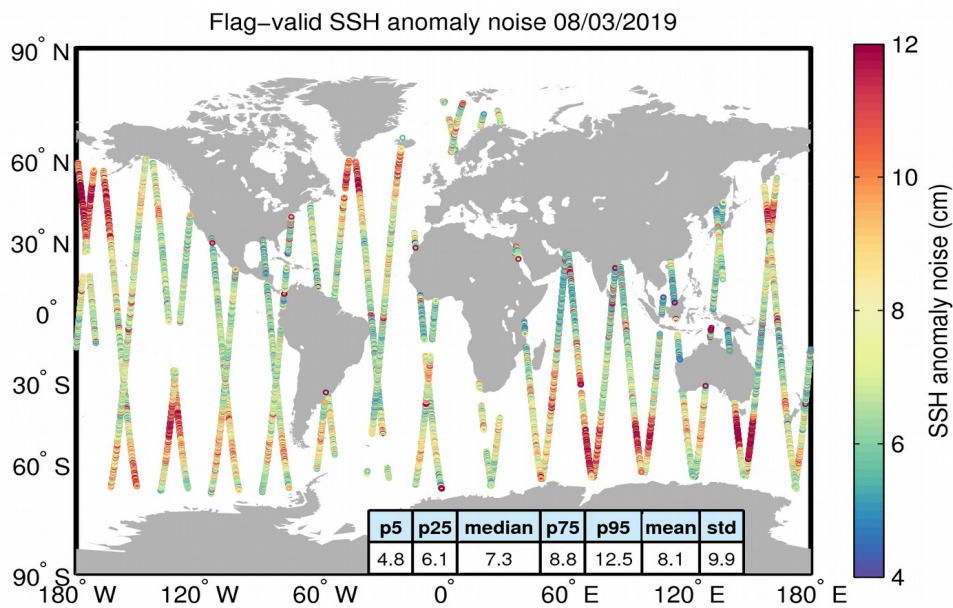 Flag−valid SSH anomaly noise 08/03/2019
90° N
60° N
30° N
0°
30° S
60° S
90° S
180° W
120° W
60° W
0°
60° E
120° E
180° E
p5 p25 median p75 p95 mean std
4.8 6.1 7.3 8.8 12.5 8.1 9.9
12
10
8
6
4
SSH anomaly noise (cm)